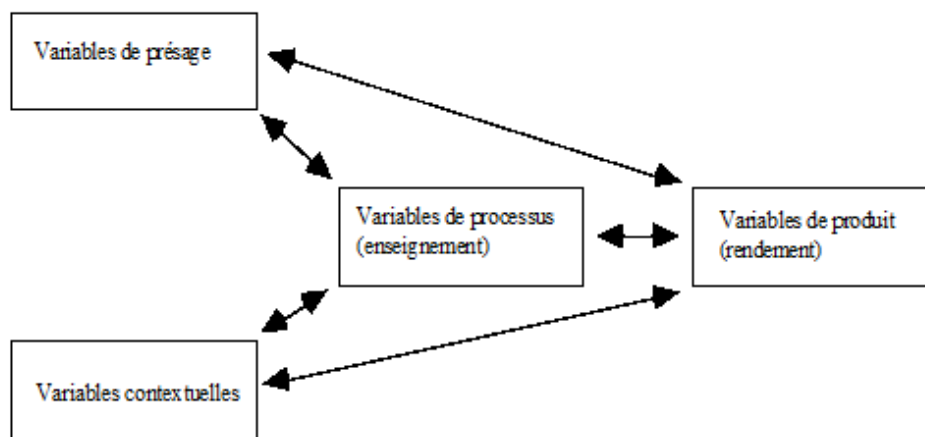 Variables de présage
Variables de processus
(enseignement)
Variables de produit
(rendement)
Variables contextuelles